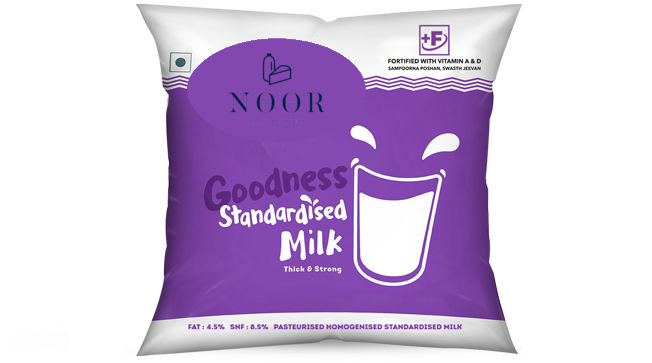 +F
FORTIFIED WITH VITAMIN A & D
SAMPOORNA POSHAN, SWASTH JEEVAN
NOOR
Goodness
Standardised
Milk
Thick & Strong
FAT : 4.5% SNF : 8.5% PASTEURISED HOMOGENISED STANDARDISED MILK